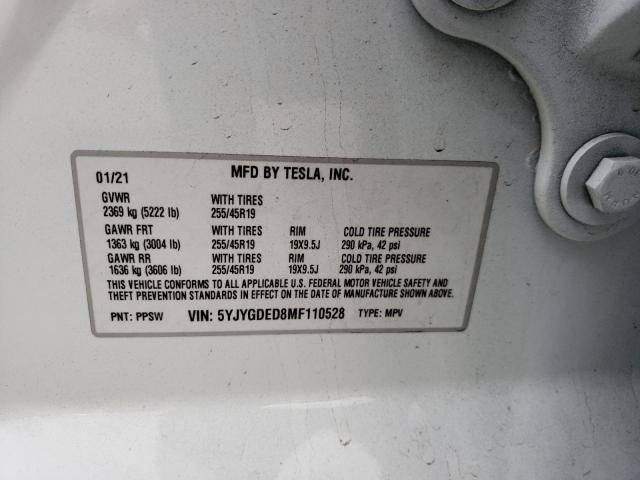 01/21 MFD BY TESLA, INC.
GVWR WITH TIRES
2369 kg (5222 lb) 255/45R19
GAWR FRT WITH TIRES RIM COLD TIRE PRESSURE
1363 kg (3004 lb) 255/45R19 19X9.5J 290 kPa, 42 psi
GAWR RR WITH TIRES RIM COLD TIRE PRESSURE
1636 kg (3606 lb) 255/45R19 19X9.5J 290 kPa, 42 psi
THIS VEHICLE CONFORMS TO ALL APPLICABLE U.S. FEDERAL MOTOR VEHICLE SAFETY AND
THEFT PREVENTION STANDARDS IN EFFECT ON THE DATE OF MANUFACTURE SHOWN ABOVE.
PNT: PPSW VIN: 5YJYGDED8MF110528 TYPE: MPV